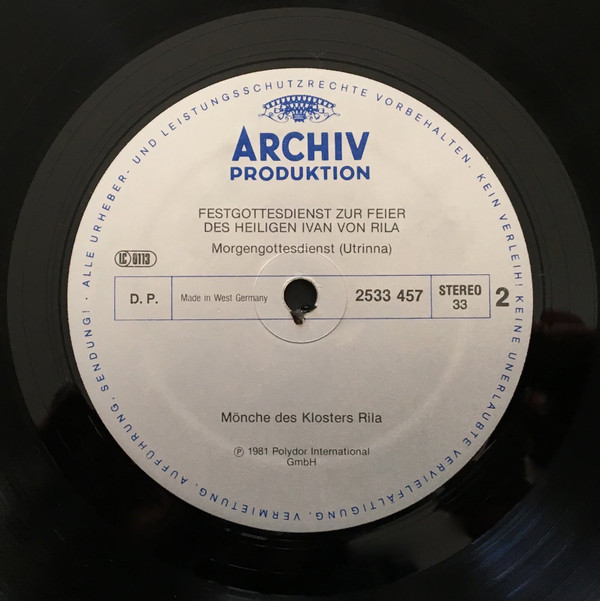 ALLE URHEBER- UND LEISTUNGSSCHUTZRECHTE VORBEHALTEN. KEIN VERLEIH! KEINE UNERLAUBTE VERVIELFÄLTIGUNG, VERMIETUNG, AUFFÜHRUNG, SENDUNG! ·
ARCHIV
PRODUKTION
FESTGOTTESDIENST ZUR FEIER
DES HEILIGEN IVAN VON RILA
Morgengottesdienst (Utrinna)
LC 0113
D. P. Made in West Germany 2533 457 STEREO 33 2
Mönche des Klosters Rila
Ⓟ 1981 Polydor International
GmbH